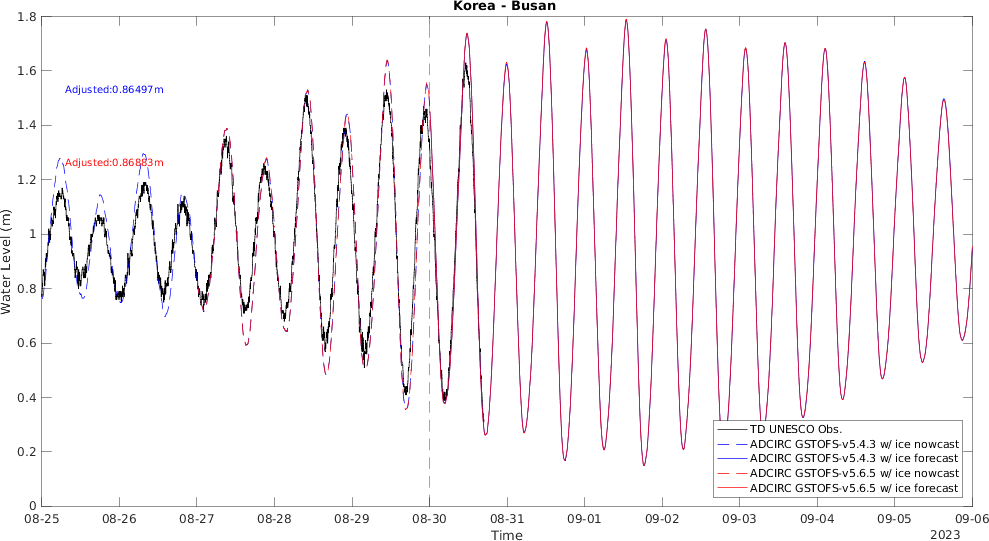 Korea - Busan
1.8
1.6
1.4
1.2
1
0.8
0.6
0.4
0.2
0
Water Level (m)
Adjusted:0.86497m
Adjusted:0.86883m
TD UNESCO Obs.
ADCIRC GSTOFS-v5.4.3 w/ ice nowcast
ADCIRC GSTOFS-v5.4.3 w/ ice forecast
ADCIRC GSTOFS-v5.6.5 w/ ice nowcast
ADCIRC GSTOFS-v5.6.5 w/ ice forecast
08-25 08-26 08-27 08-28 08-29 08-30 08-31 09-01 09-02 09-03 09-04 09-05 09-06
Time
2023